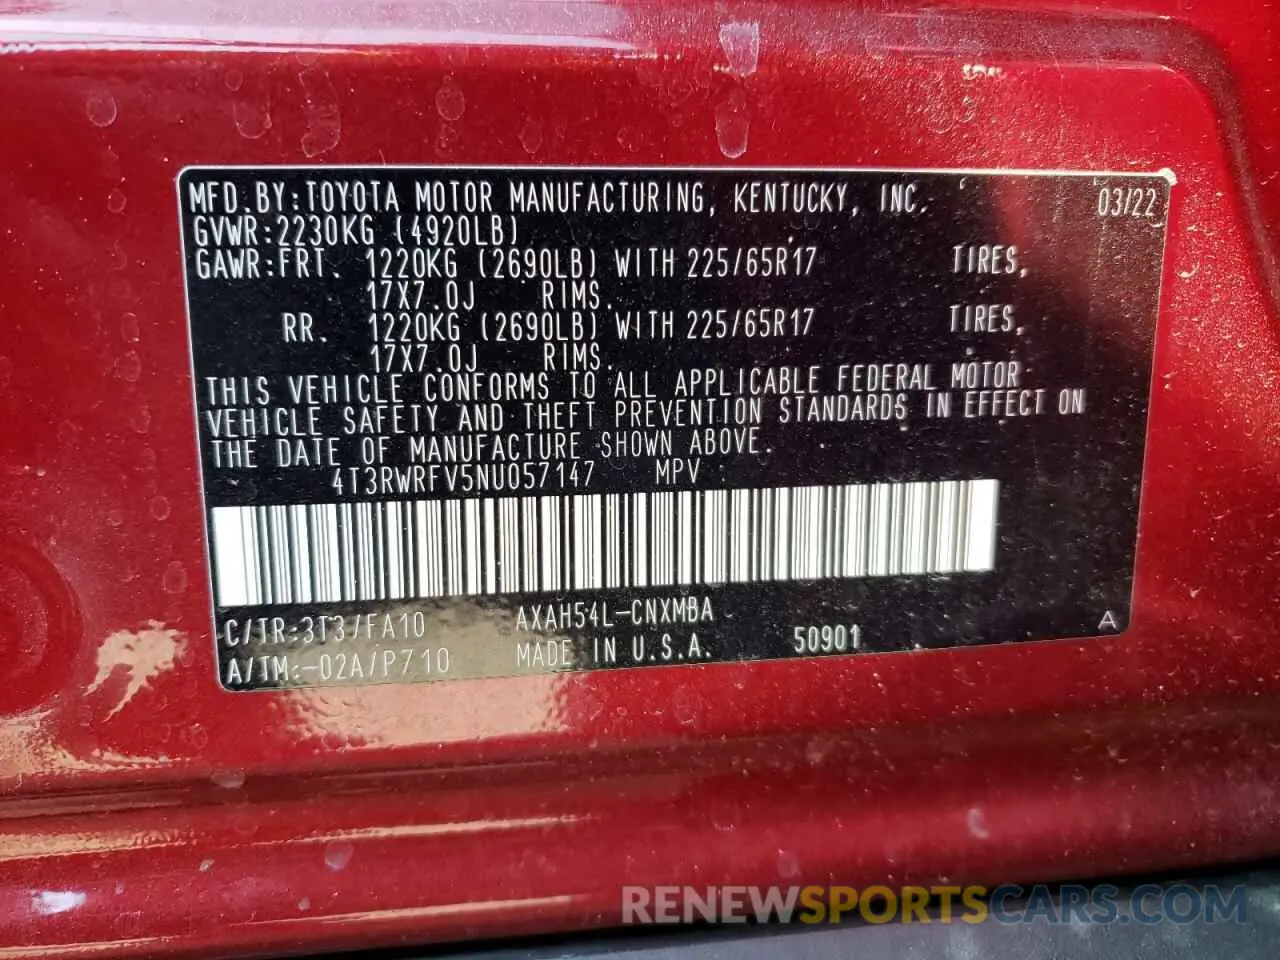 MFD.BY:TOYOTA MOTOR MANUFACTURING, KENTUCKY, INC. 03/22
GVWR:2230KG (4920LB)
GAWR:FRT. 1220KG (2690LB) WITH 225/65R17 TIRES,
17X7.0J RIMS.
RR. 1220KG (2690LB) WITH 225/65R17 TIRES,
17X7.0J RIMS.
THIS VEHICLE CONFORMS TO ALL APPLICABLE FEDERAL MOTOR
VEHICLE SAFETY AND THEFT PREVENTION STANDARDS IN EFFECT ON
THE DATE OF MANUFACTURE SHOWN ABOVE.
4T3RWRFV5NU057147 MPV
C/TR:3T3/FA10 AXAH54L-CNXMBA A
A/TM:-02A/P710 MADE IN U.S.A. 50901
RENEWSPORTSCARS.COM